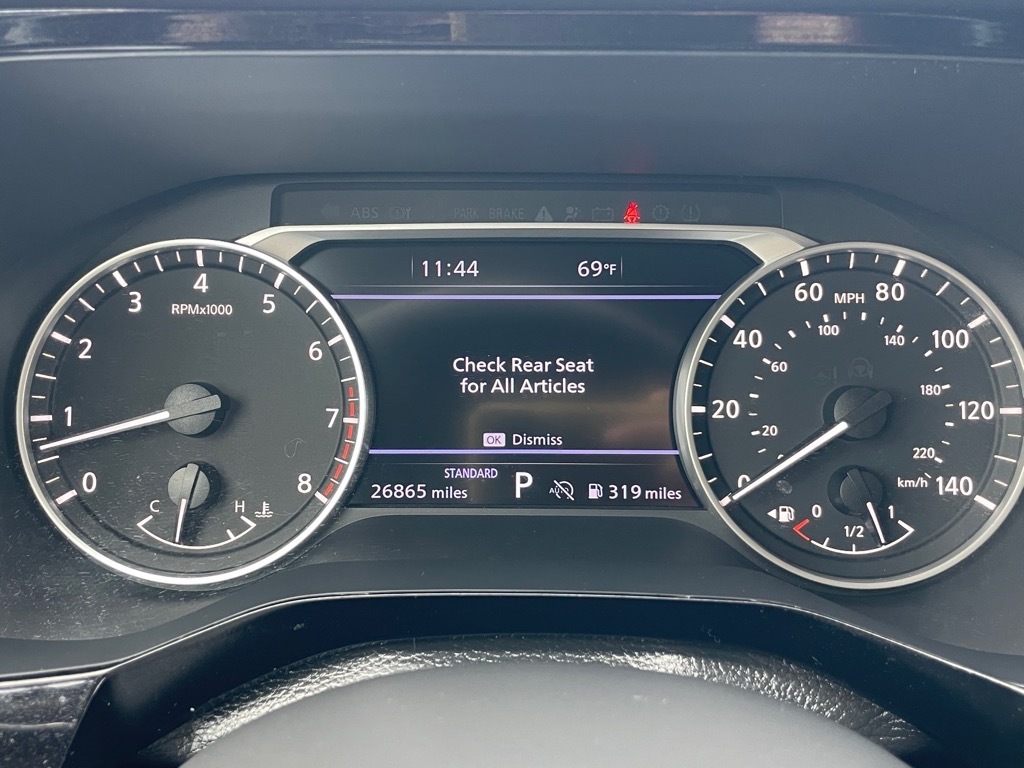 ABS
PARK BRAKE
11:44 69°F
Check Rear Seat
for All Articles
OK Dismiss
STANDARD
26865 miles P AUTO 319 miles
0 1 2 3 4 5 6 7 8
RPMx1000
C H
0 20 40 60 80 100 120 140
MPH
20 60 100 140 180 220
km/h
0 1/2 1